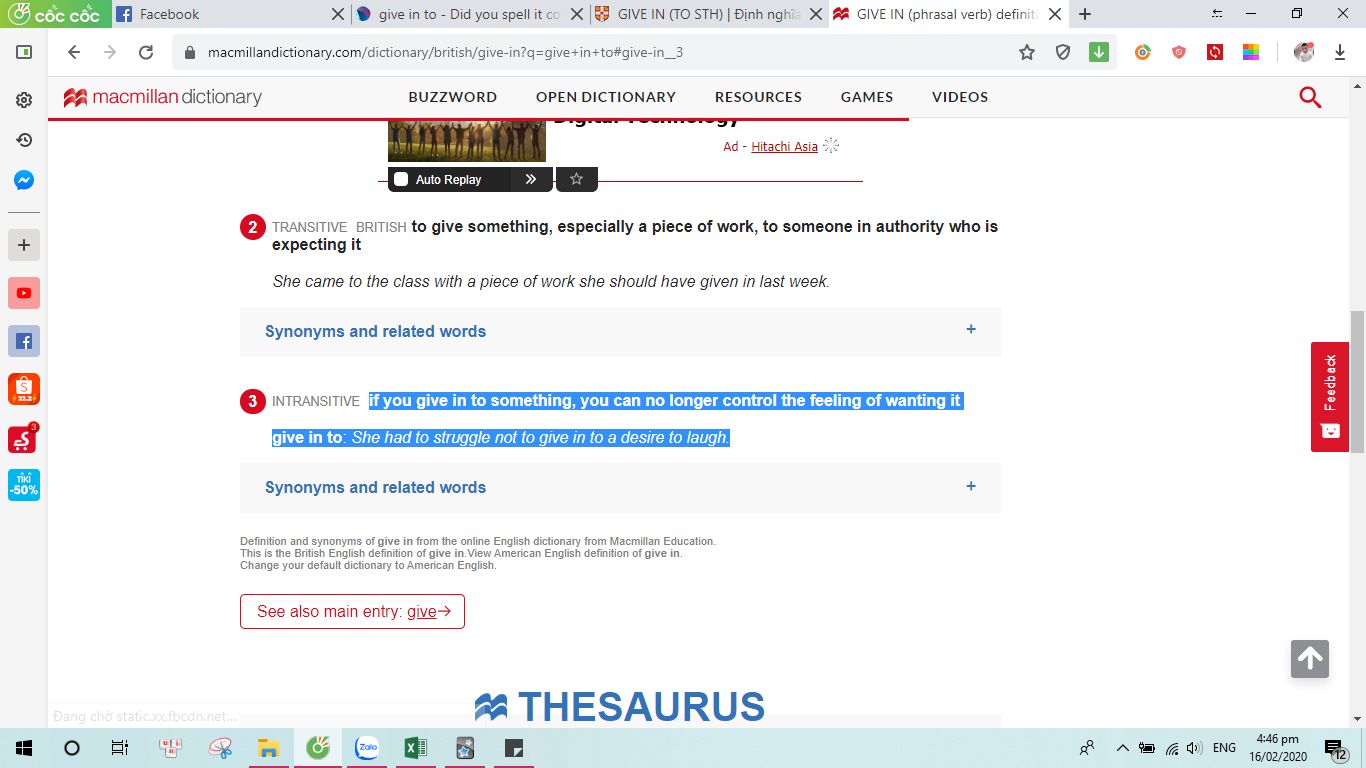 CỐC CỐC
Facebook
give in to - Did you spell it co
GIVE IN (TO STH) | Định nghĩa
GIVE IN (phrasal verb) definiti
macmillandictionary.com/dictionary/british/give-in?q=give+in+to#give-in__3
macmillan dictionary
BUZZWORD OPEN DICTIONARY RESOURCES GAMES VIDEOS
Digital Technology
Ad - Hitachi Asia
Auto Replay
2 TRANSITIVE BRITISH to give something, especially a piece of work, to someone in authority who is
expecting it
She came to the class with a piece of work she should have given in last week.
Synonyms and related words +
3 INTRANSITIVE if you give in to something, you can no longer control the feeling of wanting it
give in to: She had to struggle not to give in to a desire to laugh.
Synonyms and related words +
Definition and synonyms of give in from the online English dictionary from Macmillan Education.
This is the British English definition of give in.View American English definition of give in.
Change your default dictionary to American English.
See also main entry: give
THESAURUS
Feedback
22.2
3
TIKI
-50%
Đang chờ static.xx.fbcdn.net...
Zalo
ENG
4:46 pm
16/02/2020
12